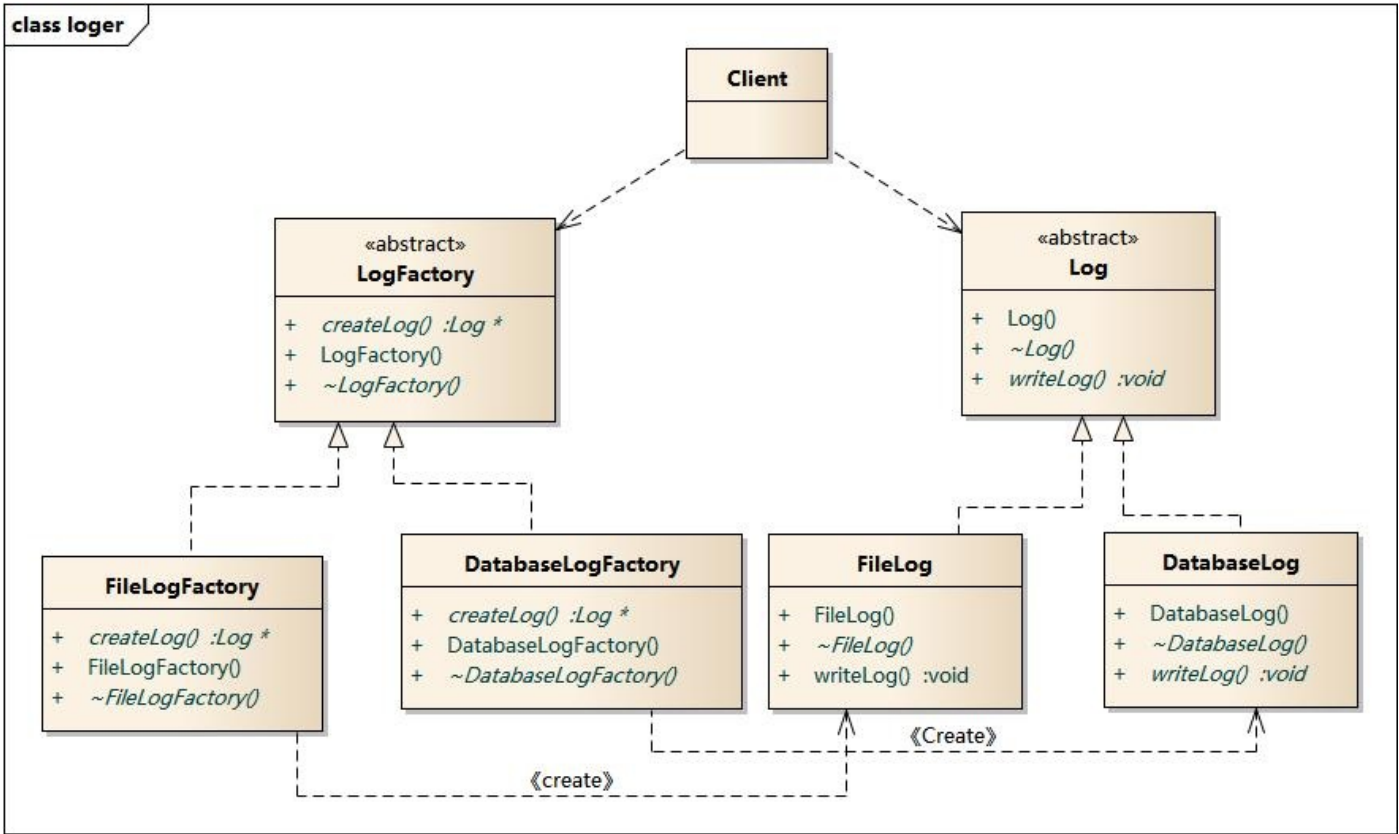 class loger
Client
«abstract»
LogFactory
+ createLog() :Log *
+ LogFactory()
+ ~LogFactory()
«abstract»
Log
+ Log()
+ ~Log()
+ writeLog() :void
FileLogFactory
+ createLog() :Log *
+ FileLogFactory()
+ ~FileLogFactory()
DatabaseLogFactory
+ createLog() :Log *
+ DatabaseLogFactory()
+ ~DatabaseLogFactory()
FileLog
+ FileLog()
+ ~FileLog()
+ writeLog() :void
DatabaseLog
+ DatabaseLog()
+ ~DatabaseLog()
+ writeLog() :void
《Create》
《create》